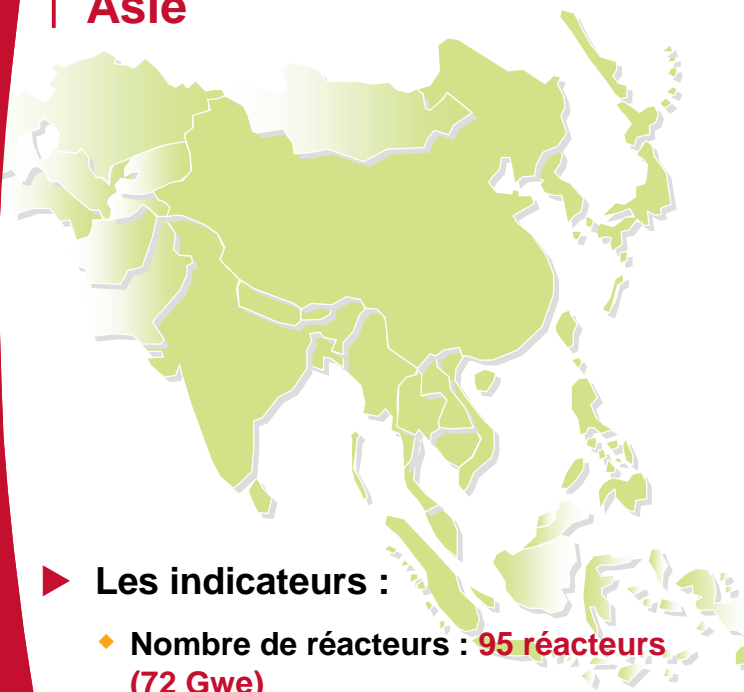 Asie
Les indicateurs :
Nombre de réacteurs : 95 réacteurs
(72 Gwe)